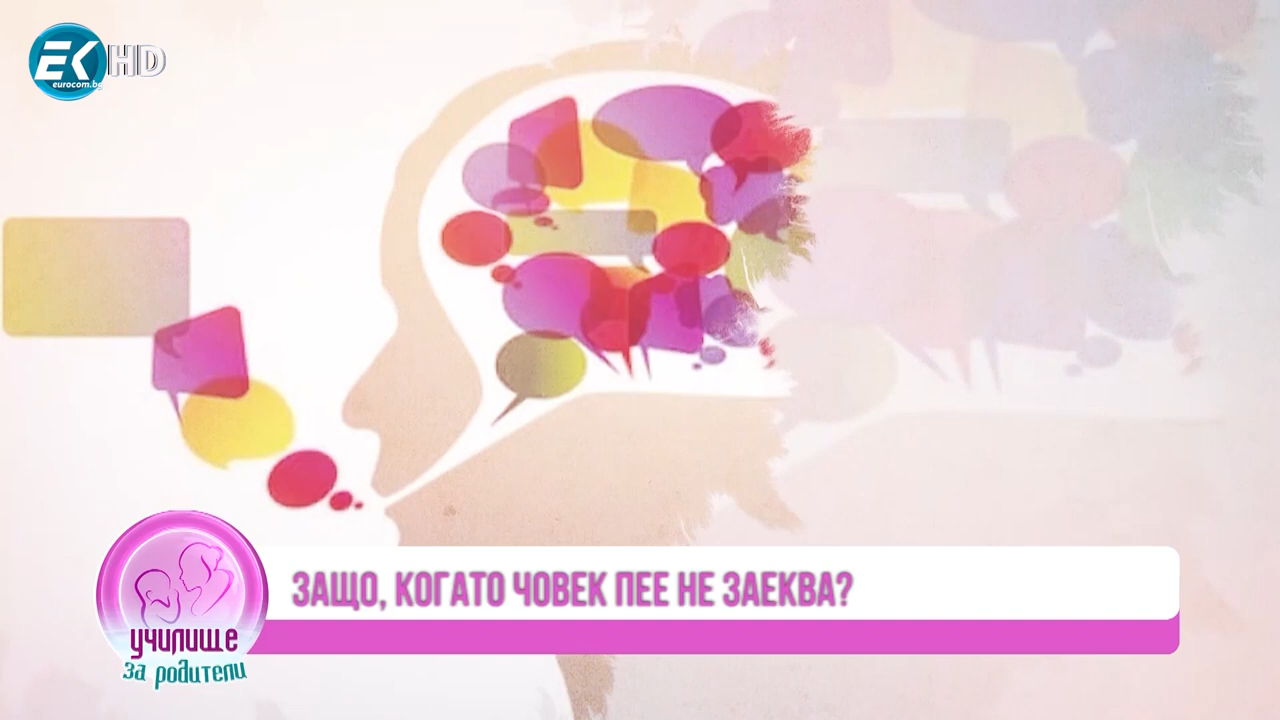 EK HD
eurocom.bg
ЗАЩО, КОГАТО ЧОВЕК ПЕЕ НЕ ЗАЕКВА?
училище
за родители